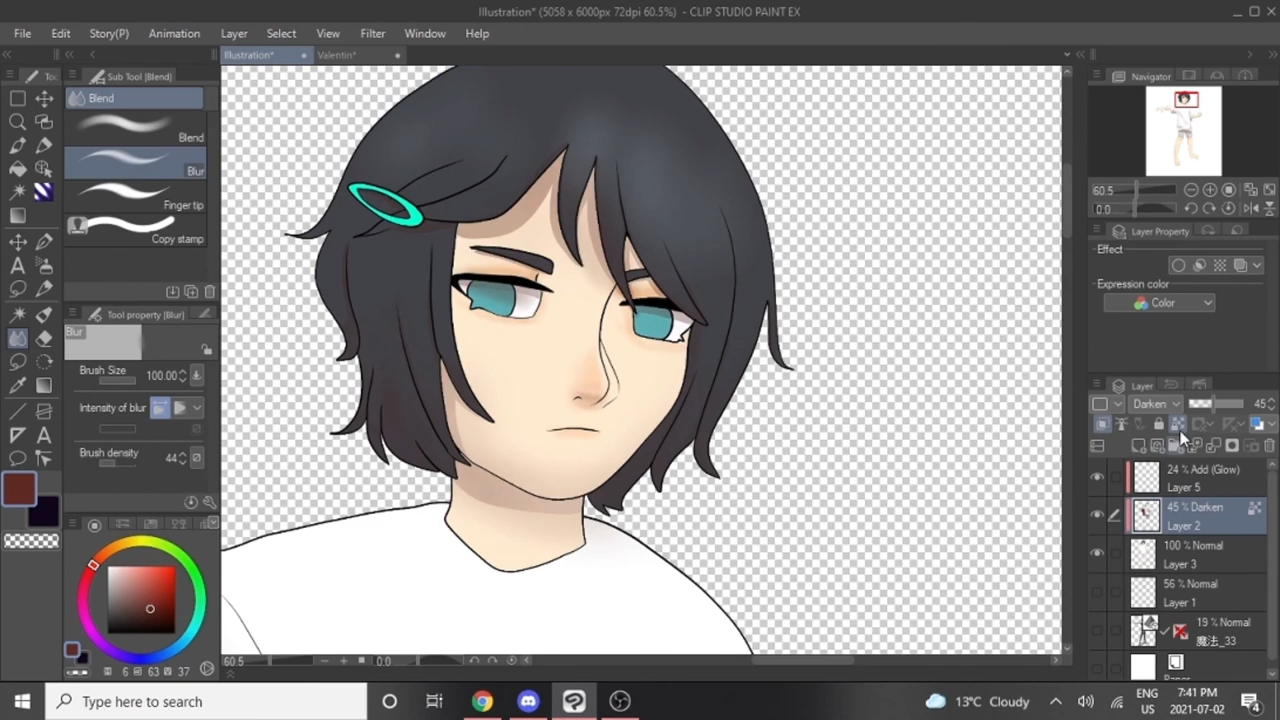 Illustration* (5058 x 6000px 72dpi 60.5%) - CLIP STUDIO PAINT EX
File Edit Story(P) Animation Layer Select View Filter Window Help
Illustration* Valentin*
Sub Tool (Blend)
Blend
Blend
Blur
Finger tip
Copy stamp
Tool property (Blur)
Blur
Brush Size 100.00
Intensity of blur
Brush density 44
6 63 37
60.5 0.0
Navigator
60.5
0.0
Layer Property
Effect
Expression color
Color
Layer
Darken 45
24 % Add (Glow)
Layer 5
45 % Darken
Layer 2
100 % Normal
Layer 3
56 % Normal
Layer 1
19 % Normal
魔法_33
Paper
Type here to search
13°C Cloudy
ENG
US
7:41 PM
2021-07-02
4